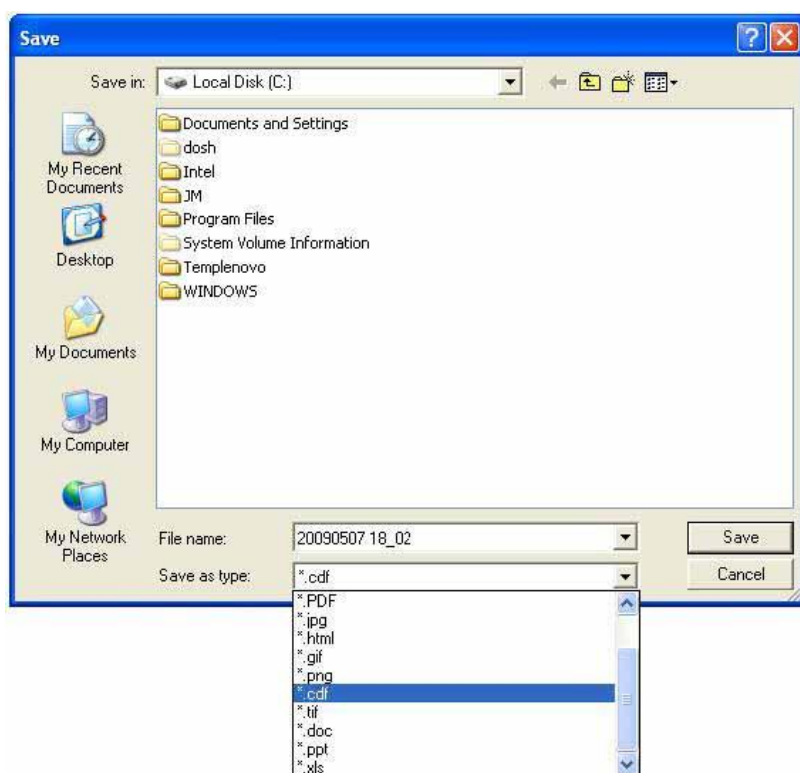 Save
Save in:
Local Disk (C:)
My Recent
Documents
Desktop
My Documents
My Computer
My Network
Places
Documents and Settings
dosh
Intel
JM
Program Files
System Volume Information
Templenovo
WINDOWS
File name:
20090507 18_02
Save
Save as type:
*.cdf
Cancel
*.PDF
*.jpg
*.html
*.gif
*.png
*.cdf
*.tif
*.doc
*.ppt
*.xls